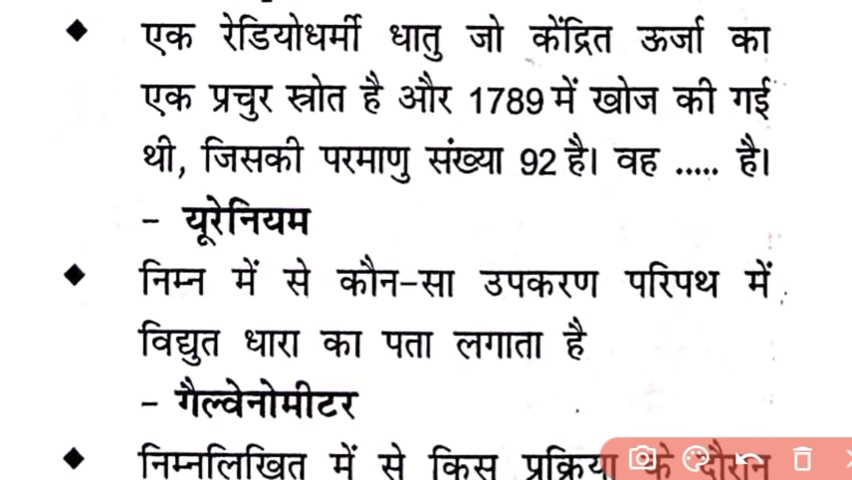 ◆ एक रेडियोधर्मी धातु जो केंद्रित ऊर्जा का
एक प्रचुर स्त्रोत है और 1789 में खोज की गई
थी, जिसकी परमाणु संख्या 92 है। वह ..... है।
– यूरेनियम
◆ निम्न में से कौन-सा उपकरण परिपथ में
विद्युत धारा का पता लगाता है
– गैल्वेनोमीटर
◆ निम्नलिखित में से किस प्रक्रिया के दौरान